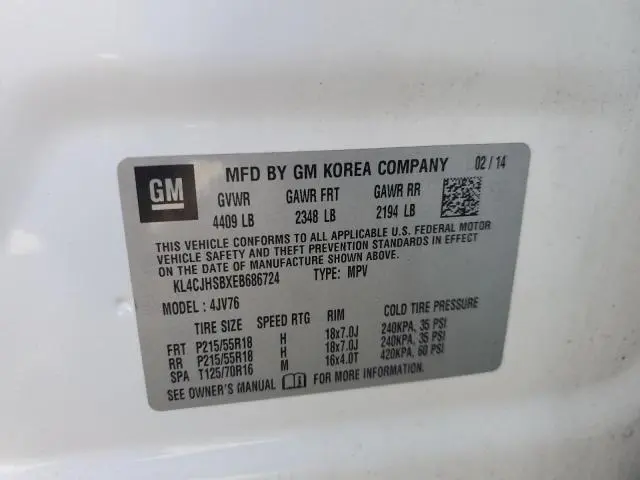 GM
MFD BY GM KOREA COMPANY 02 / 14
GVWR GAWR FRT GAWR RR
4409 LB 2348 LB 2194 LB
THIS VEHICLE CONFORMS TO ALL APPLICABLE U.S. FEDERAL MOTOR
VEHICLE SAFETY AND THEFT PREVENTION STANDARDS IN EFFECT
ON THE DATE OF MANUFACTURE SHOWN ABOVE.
KL4CJHSBXEB686724 TYPE: MPV
MODEL : 4JV76
TIRE SIZE SPEED RTG RIM COLD TIRE PRESSURE
FRT P215/55R18 H 18x7.0J 240KPA, 35 PSI
RR P215/55R18 H 18x7.0J 240KPA, 35 PSI
SPA T125/70R16 M 16x4.0T 420KPA, 60 PSI
SEE OWNER'S MANUAL FOR MORE INFORMATION.